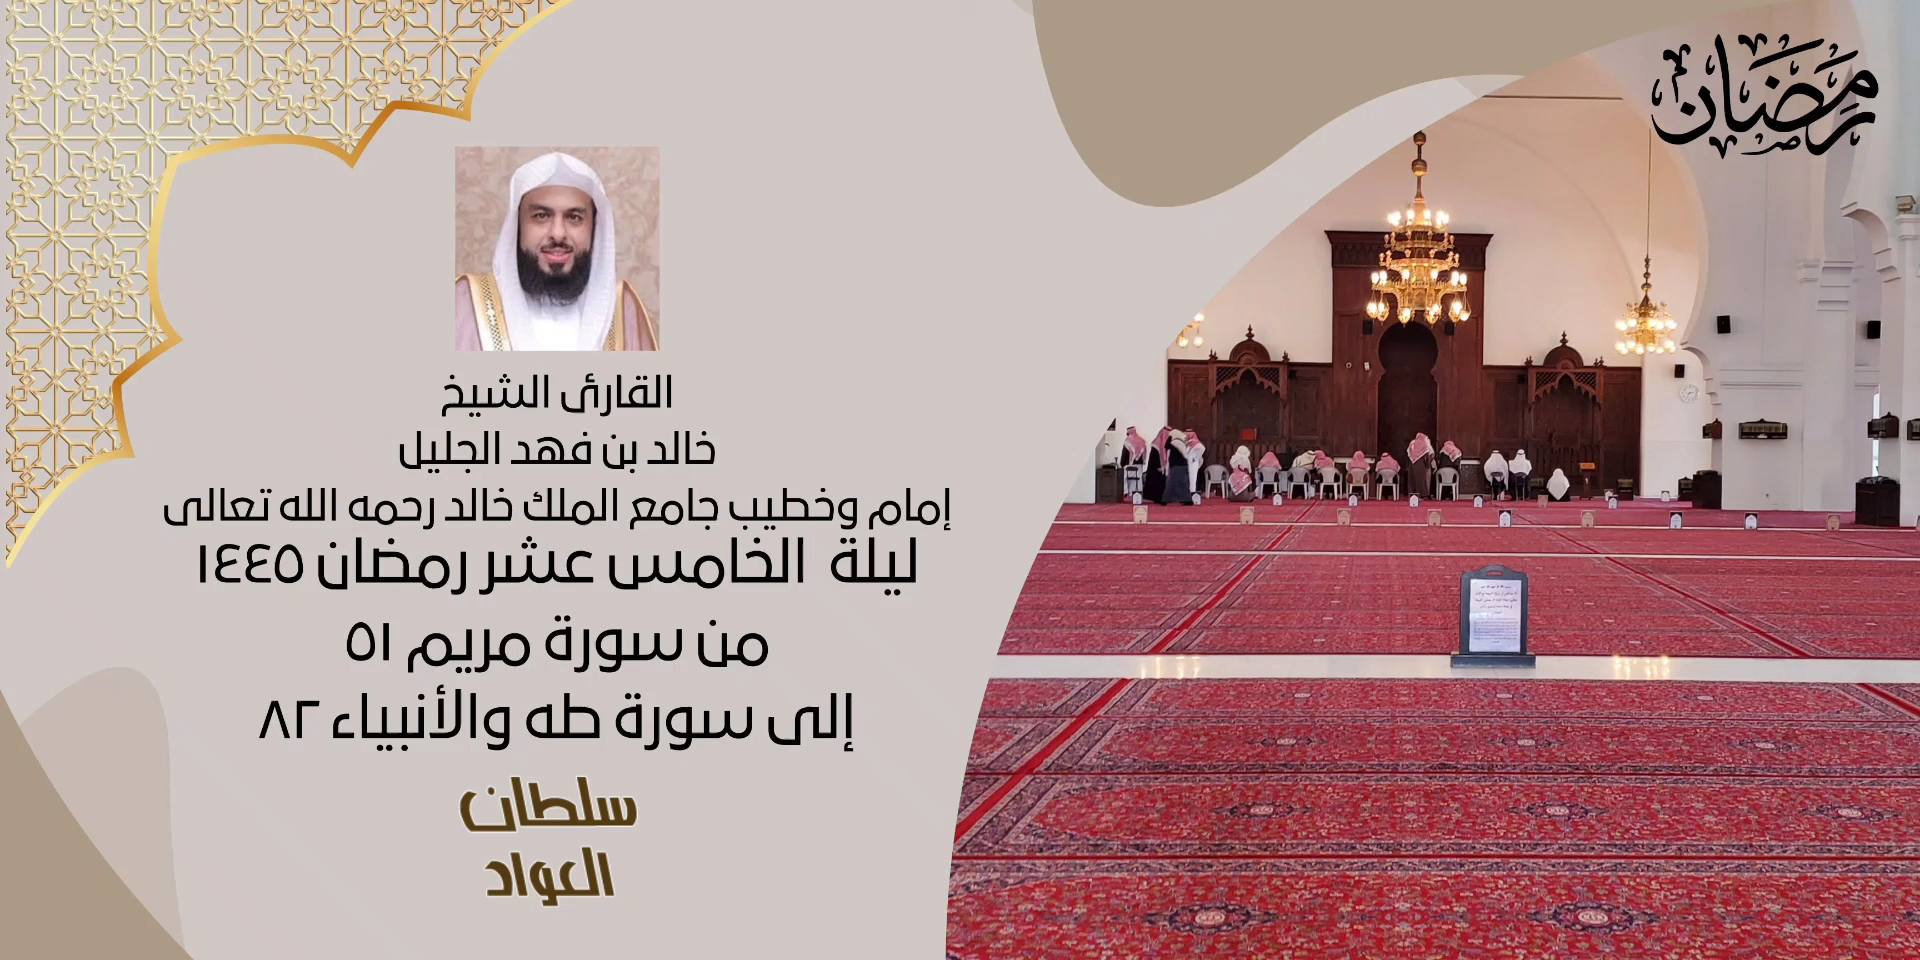 رمضان
القارئ الشيخ
خالد بن فهد الجليل
إمام وخطيب جامع الملك خالد رحمه الله تعالى
ليلة الخامس عشر رمضان ١٤٤٥
من سورة مريم ٥١
إلى سورة طه والأنبياء ٨٢
سلطان
العواد